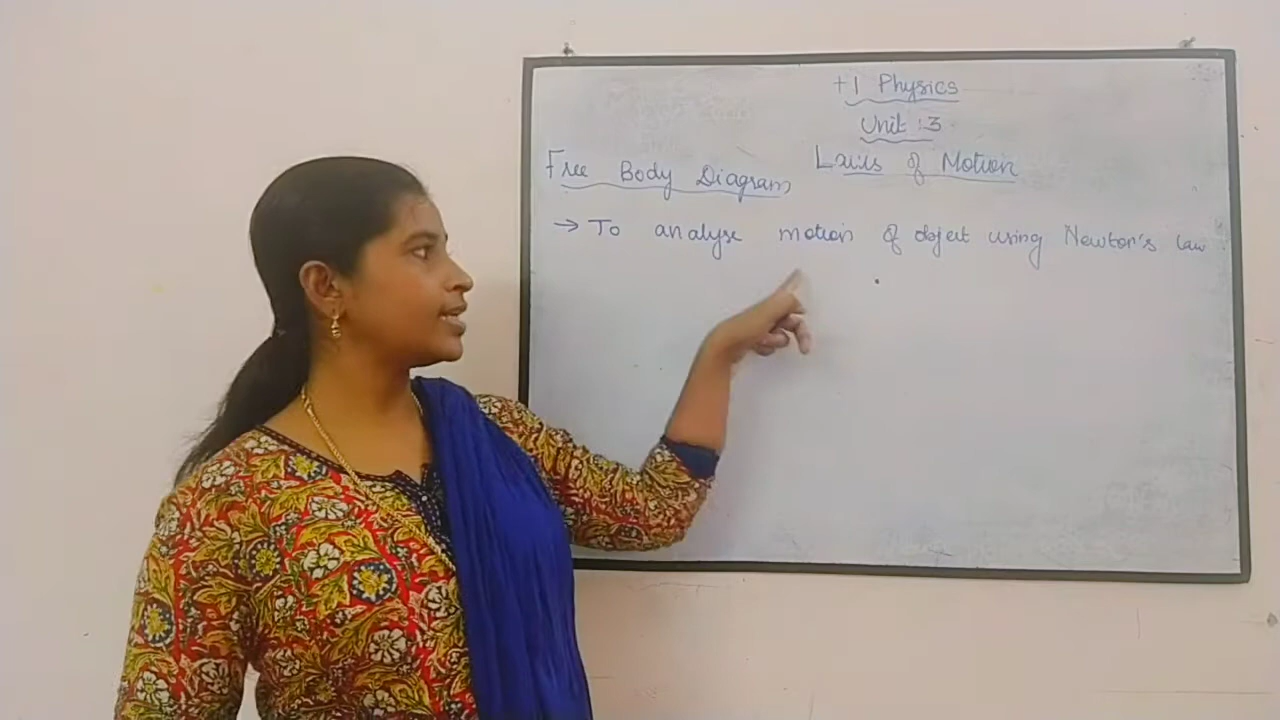 +1 Physics
Unit : 3
Laws of Motion
Free Body Diagram
→ To analyse motion of object using Newton's law